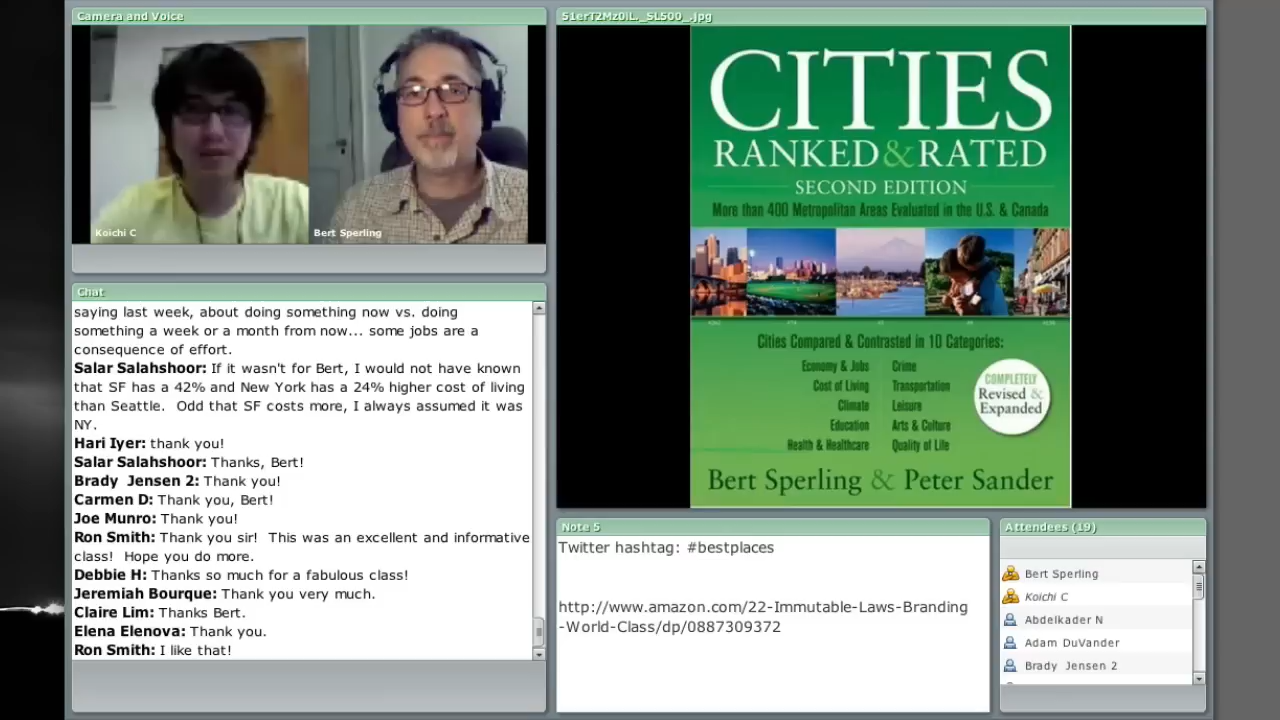 Camera and Voice
Koichi C
Bert Sperling
Chat
saying last week, about doing something now vs. doing
something a week or a month from now... some jobs are a
consequence of effort.
Salar Salahshoor: If it wasn't for Bert, I would not have known
that SF has a 42% and New York has a 24% higher cost of living
than Seattle.  Odd that SF costs more, I always assumed it was
NY.
Hari Iyer: thank you!
Salar Salahshoor: Thanks, Bert!
Brady  Jensen 2: Thank you!
Carmen D: Thank you, Bert!
Joe Munro: Thank you!
Ron Smith: Thank you sir!  This was an excellent and informative
class!  Hope you do more.
Debbie H: Thanks so much for a fabulous class!
Jeremiah Bourque: Thank you very much.
Claire Lim: Thanks Bert.
Elena Elenova: Thank you.
Ron Smith: I like that!
51erT2Mz0lL._SL500_.jpg
CITIES
RANKED & RATED
SECOND EDITION
More than 400 Metropolitan Areas Evaluated in the U.S. & Canada
Cities Compared & Contrasted in 10 Categories:
Economy & Jobs
Cost of Living
Climate
Education
Health & Healthcare
Crime
Transportation
Leisure
Arts & Culture
Quality of Life
COMPLETELY
Revised &
Expanded
Bert Sperling & Peter Sander
Note 5
Twitter hashtag: #bestplaces
http://www.amazon.com/22-Immutable-Laws-Branding
-World-Class/dp/0887309372
Attendees (19)
Bert Sperling
Koichi C
Abdelkader N
Adam DuVander
Brady  Jensen 2